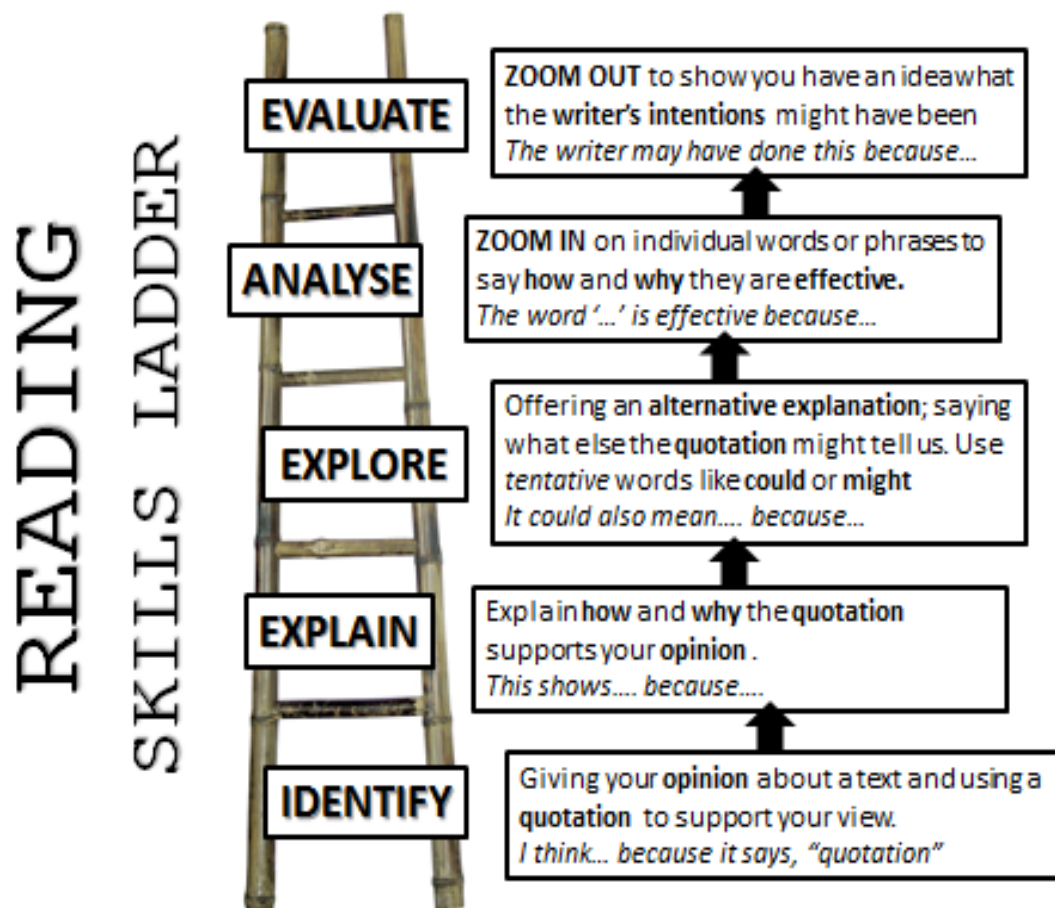 READING
SKILLS LADDER
EVALUATE
ZOOM OUT to show you have an idea what
the writer's intentions might have been
The writer may have done this because…
ANALYSE
ZOOM IN on individual words or phrases to
say how and why they are effective.
The word '…' is effective because…
EXPLORE
Offering an alternative explanation; saying
what else the quotation might tell us. Use
tentative words like could or might
It could also mean…. because…
EXPLAIN
Explain how and why the quotation
supports your opinion .
This shows…. because….
IDENTIFY
Giving your opinion about a text and using a
quotation to support your view.
I think… because it says, “quotation”